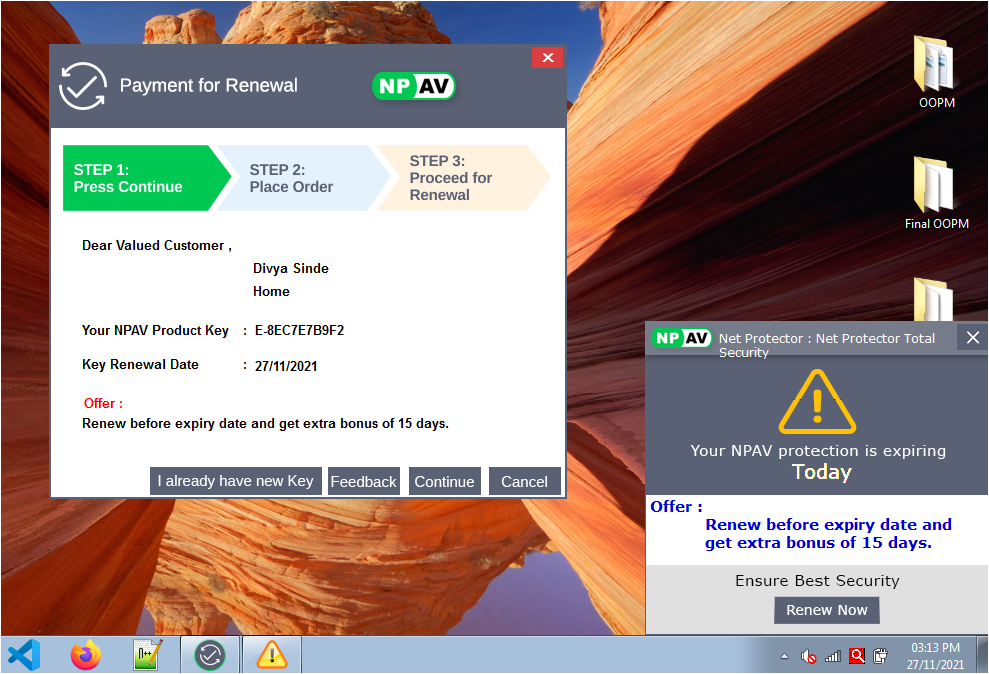 Payment for Renewal
NP AV
STEP 1:
Press Continue
STEP 2:
Place Order
STEP 3:
Proceed for
Renewal
Dear Valued Customer ,
Divya Sinde
Home
Your NPAV Product Key : E-8EC7E7B9F2
Key Renewal Date : 27/11/2021
Offer :
Renew before expiry date and get extra bonus of 15 days.
I already have new Key Feedback Continue Cancel
OOPM
Final OOPM
NP AV Net Protector : Net Protector Total
Security
Your NPAV protection is expiring
Today
Offer :
Renew before expiry date and
get extra bonus of 15 days.
Ensure Best Security
Renew Now
03:13 PM
27/11/2021